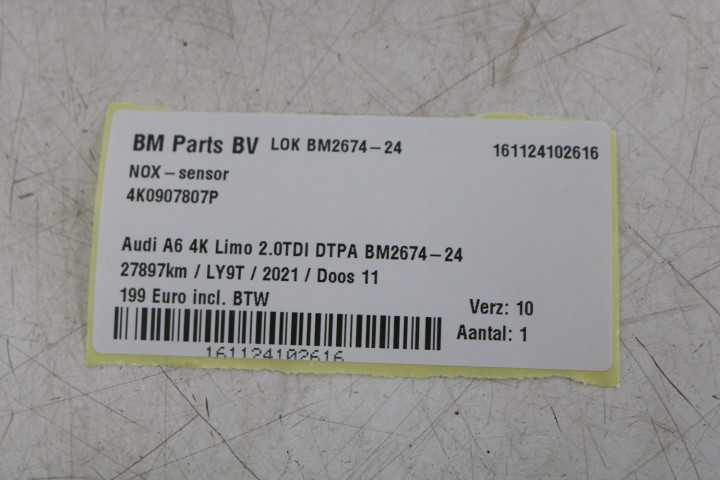 BM Parts BV LOK BM2674-24 161124102616
NOX-sensor
4K0907807P
Audi A6 4K Limo 2.0TDI DTPA BM2674-24
27897km / LY9T / 2021 / Doos 11
199 Euro incl. BTW
Verz: 10
Aantal: 1
161124102616